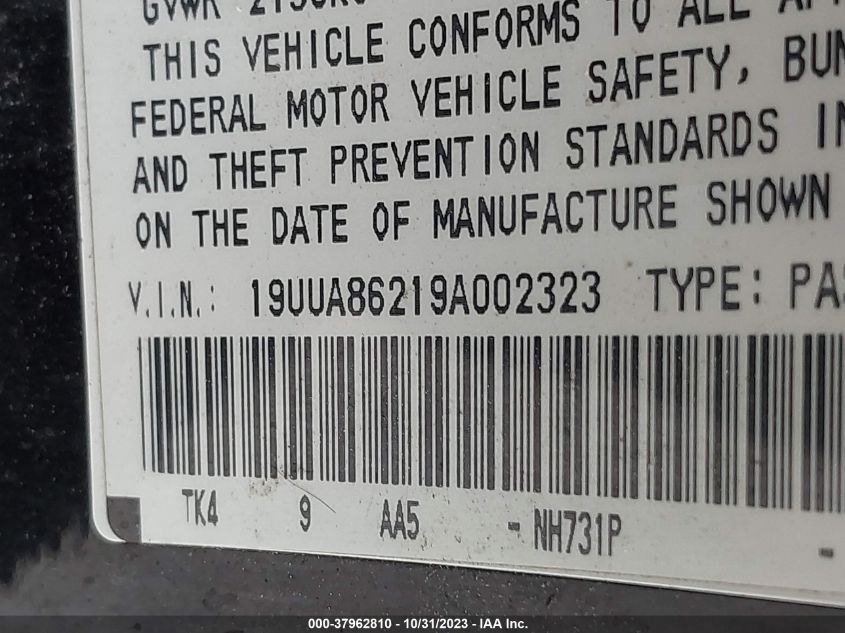 GVWR
THIS VEHICLE CONFORMS TO ALL
FEDERAL MOTOR VEHICLE SAFETY,
AND THEFT PREVENTION STANDARDS
ON THE DATE OF MANUFACTURE SHOWN
V.I.N.: 19UUA86219A002323 TYPE:
TK4 9 AA5 - NH731P -
000-37962810 - 10/31/2023 - IAA Inc.